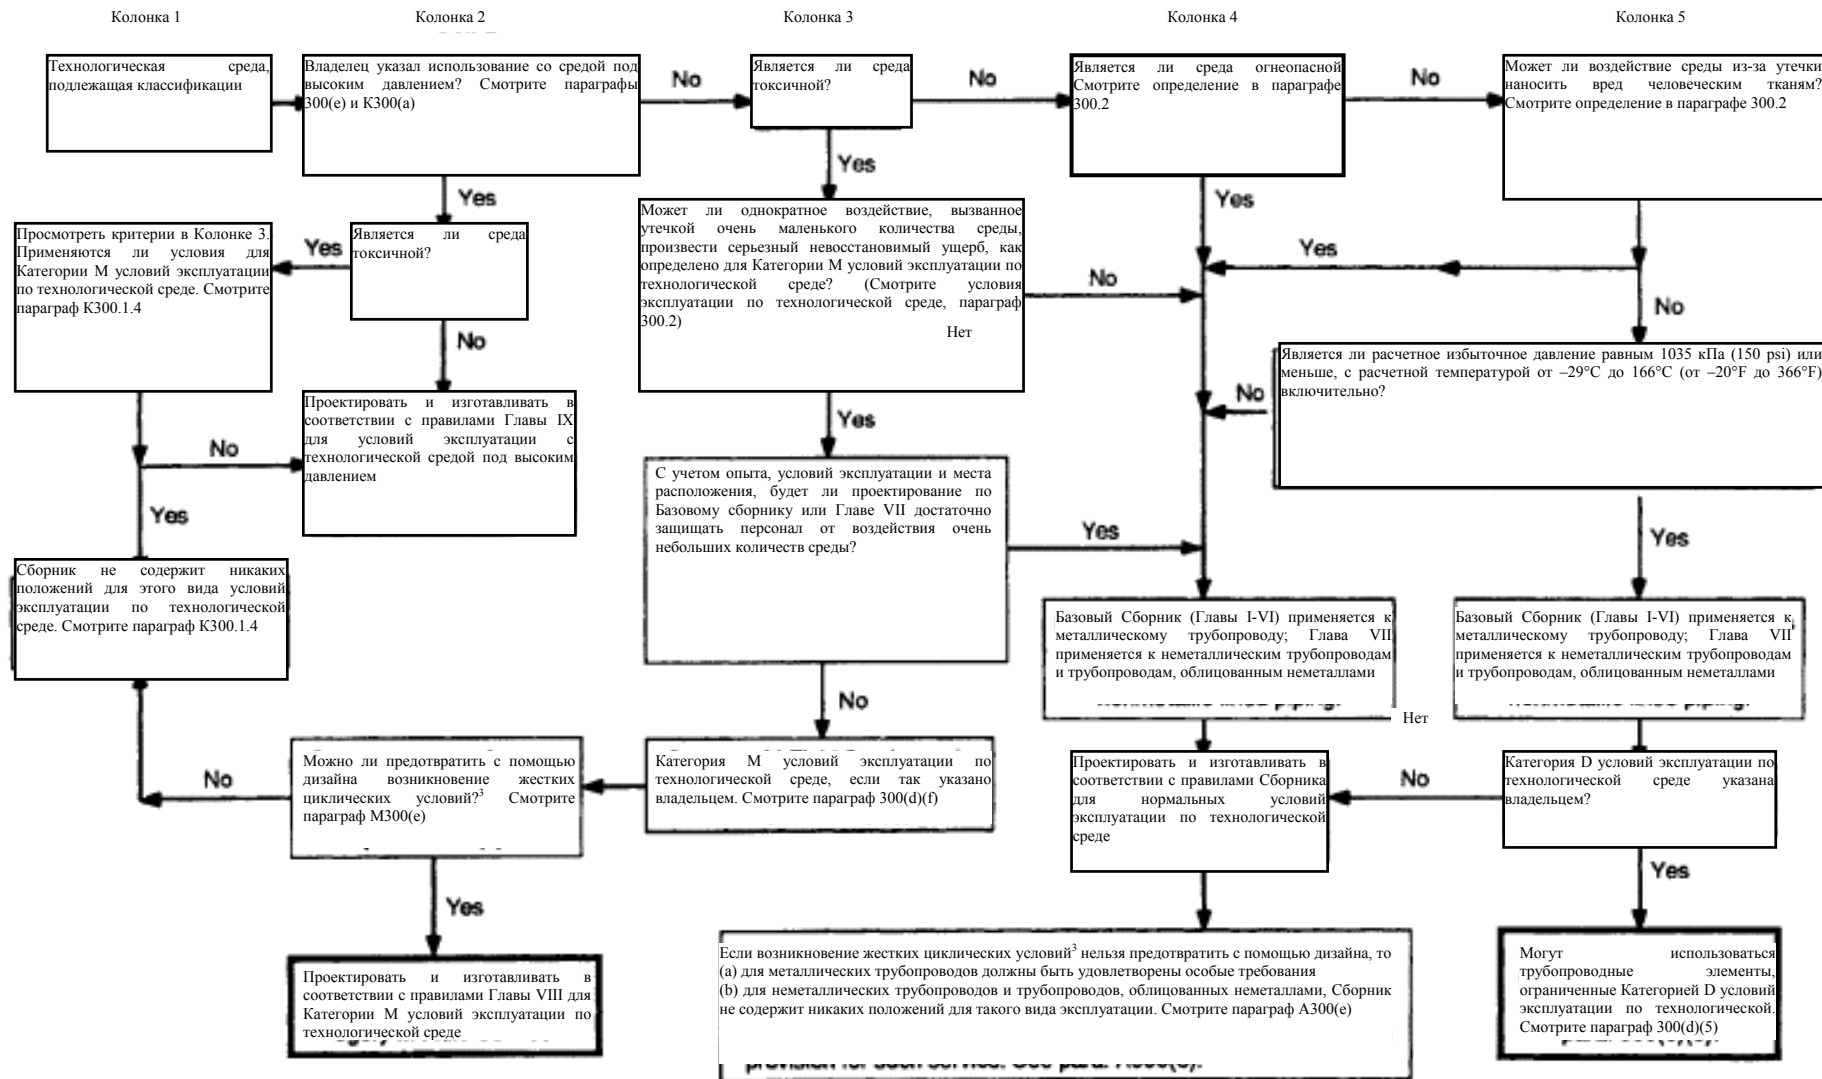 Колонка 1
Колонка 2
Колонка 3
Колонка 4
Колонка 5
Технологическая среда,
подлежащая классификации
Владелец указал использование со средой под
высоким давлением? Смотрите параграфы
300(e) и K300(a)
No
Является ли среда
токсичной?
No
Является ли среда огнеопасной
Смотрите определение в параграфе
300.2
No
Может ли воздействие среды из-за утечки
наносить вред человеческим тканям?
Смотрите определение в параграфе 300.2
Yes
Yes
Yes
Просмотреть критерии в Колонке 3.
Применяются ли условия для
Категории М условий эксплуатации
по технологической среде. Смотрите
параграф K300.1.4
Yes
Является ли среда
токсичной?
Может ли однократное воздействие, вызванное
утечкой очень маленького количества среды,
произвести серьезный невосстановимый ущерб, как
определено для Категории М условий эксплуатации по
технологической среде? (Смотрите условия
эксплуатации по технологической среде, параграф
300.2)
Нет
No
Yes
No
No
Является ли расчетное избыточное давление равным 1035 кПа (150 psi) или
меньше, с расчетной температурой от –29°C до 166°C (от –20°F до 366°F)
включительно?
No
Проектировать и изготавливать в
соответствии с правилами Главы IX
для условий эксплуатации с
технологической средой под высоким
давлением
No
Yes
Yes
С учетом опыта, условий эксплуатации и места
расположения, будет ли проектирование по
Базовому сборнику или Главе VII достаточно
защищать персонал от воздействия очень
небольших количеств среды?
Yes
Yes
Сборник не содержит никаких
положений для этого вида условий
эксплуатации по технологической
среде. Смотрите параграф K300.1.4
No
Базовый Сборник (Главы I-VI) применяется к
металлическому трубопроводу; Глава VII
применяется к неметаллическим трубопроводам
и трубопроводам, облицованным неметаллами
Базовый Сборник (Главы I-VI) применяется к
металлическому трубопроводу; Глава VII
применяется к неметаллическим трубопроводам
и трубопроводам, облицованным неметаллами
Нет
No
Можно ли предотвратить с помощью
дизайна возникновение жестких
циклических условий?³ Смотрите
параграф M300(e)
Категория М условий эксплуатации по
технологической среде, если так указано
владельцем. Смотрите параграф 300(d)(f)
Проектировать и изготавливать в
соответствии с правилами Сборника
для нормальных условий
эксплуатации по технологической
среде
No
Категория D условий эксплуатации по
технологической среде указана
владельцем?
Yes
Yes
Проектировать и изготавливать в
соответствии с правилами Главы VIII для
Категории М условий эксплуатации по
технологической среде
Если возникновение жестких циклических условий³ нельзя предотвратить с помощью дизайна, то
(a) для металлических трубопроводов должны быть удовлетворены особые требования
(b) для неметаллических трубопроводов и трубопроводов, облицованных неметаллами, Сборник
не содержит никаких положений для такого вида эксплуатации. Смотрите параграф A300(e)
Могут использоваться
трубопроводные элементы,
ограниченные Категорией D условий
эксплуатации по технологической.
Смотрите параграф 300(d)(5)